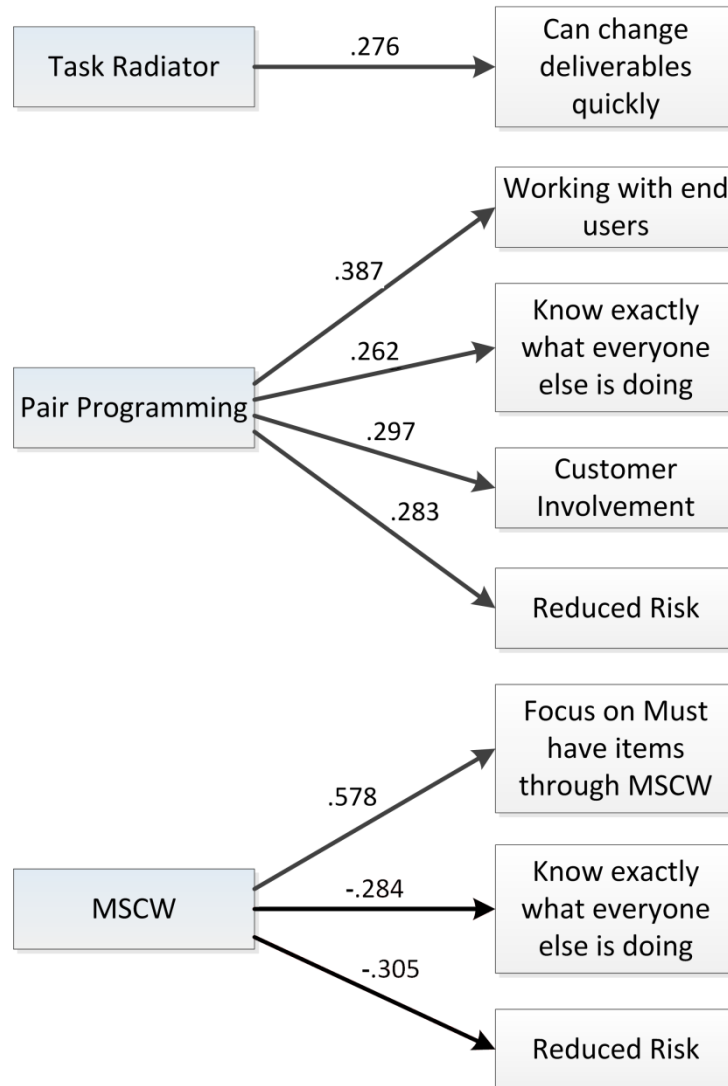 Task Radiator
.276
Can change
deliverables
quickly
Pair Programming
.387
Working with end
users
.262
Know exactly
what everyone
else is doing
.297
Customer
Involvement
.283
Reduced Risk
MSCW
.578
Focus on Must
have items
through MSCW
-.284
Know exactly
what everyone
else is doing
-.305
Reduced Risk